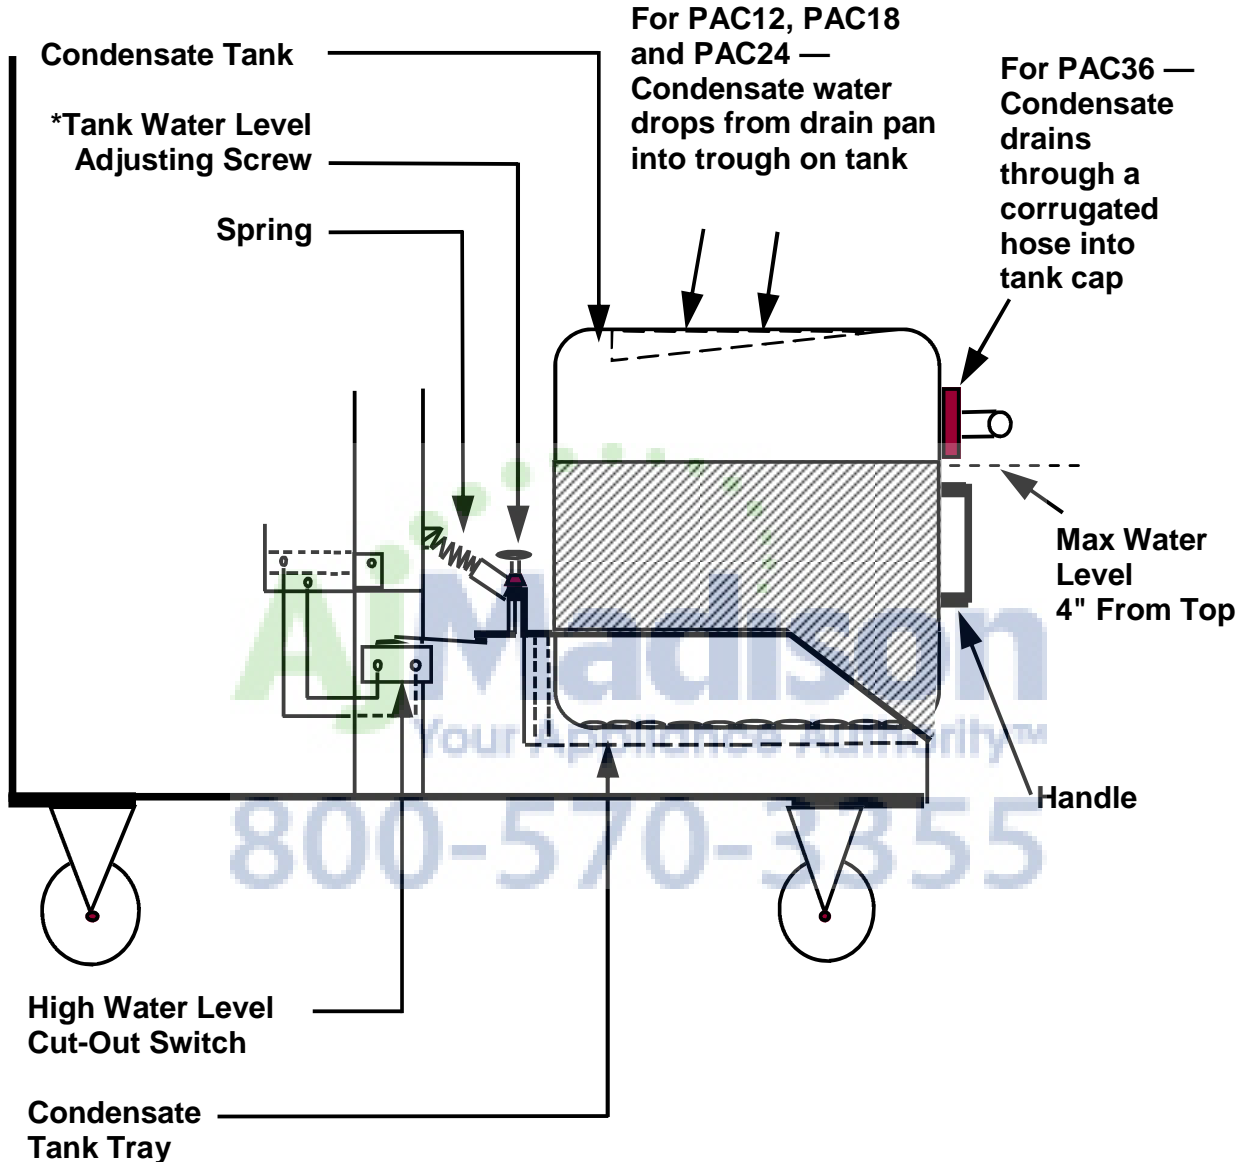 For PAC12, PAC18
and PAC24 —
Condensate water
drops from drain pan
into trough on tank
Condensate Tank
For PAC36 —
Condensate
drains
through a
corrugated
hose into
tank cap
*Tank Water Level
Adjusting Screw
Spring
Max Water
Level
4" From Top
AjMadison
Your Appliance Authority™
800-570-3355
Handle
High Water Level
Cut-Out Switch
Condensate
Tank Tray